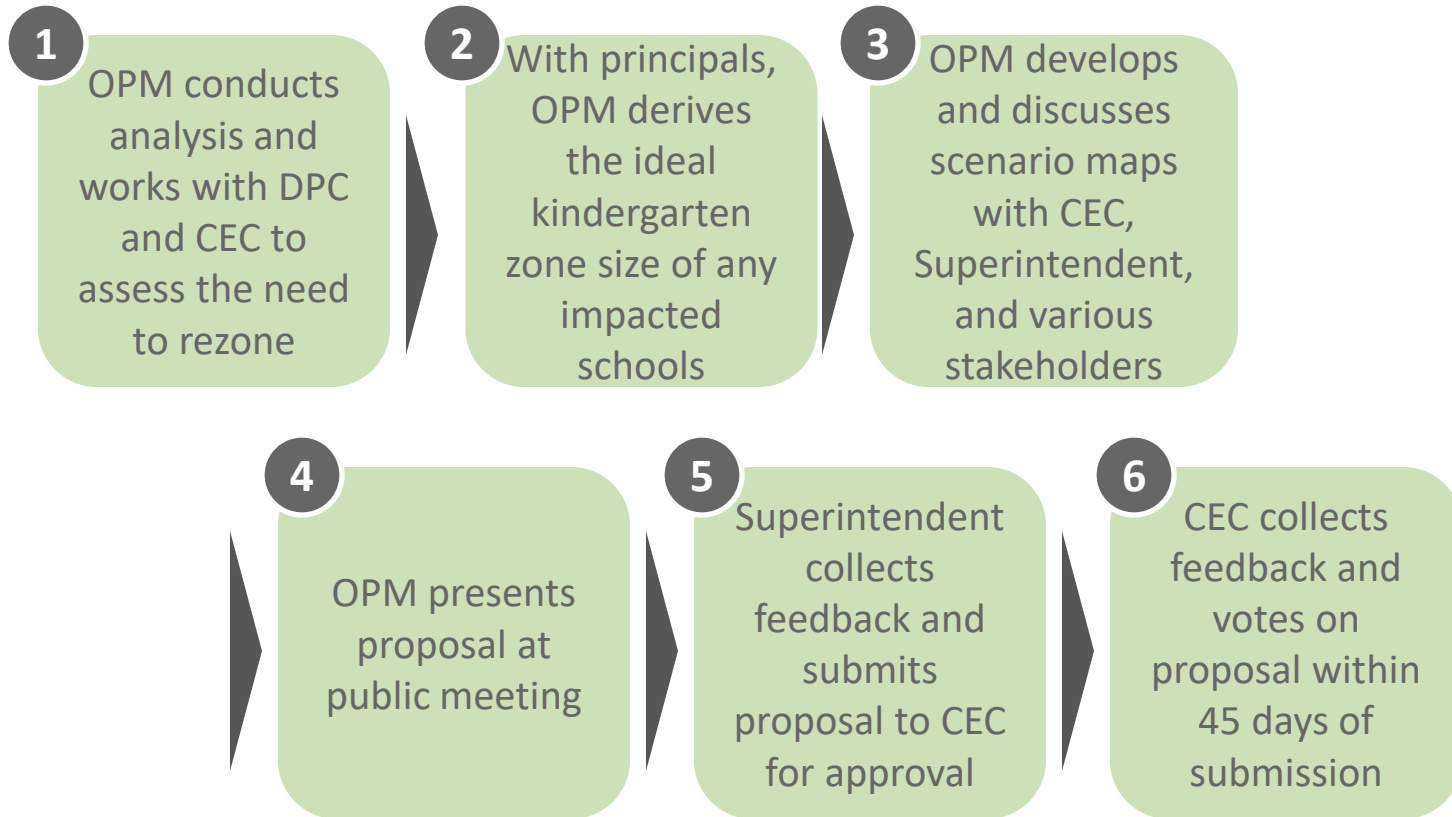 1
OPM conducts
analysis and
works with DPC
and CEC to
assess the need
to rezone
2
With principals,
OPM derives
the ideal
kindergarten
zone size of any
impacted
schools
3
OPM develops
and discusses
scenario maps
with CEC,
Superintendent,
and various
stakeholders
4
OPM presents
proposal at
public meeting
5
Superintendent
collects
feedback and
submits
proposal to CEC
for approval
6
CEC collects
feedback and
votes on
proposal within
45 days of
submission